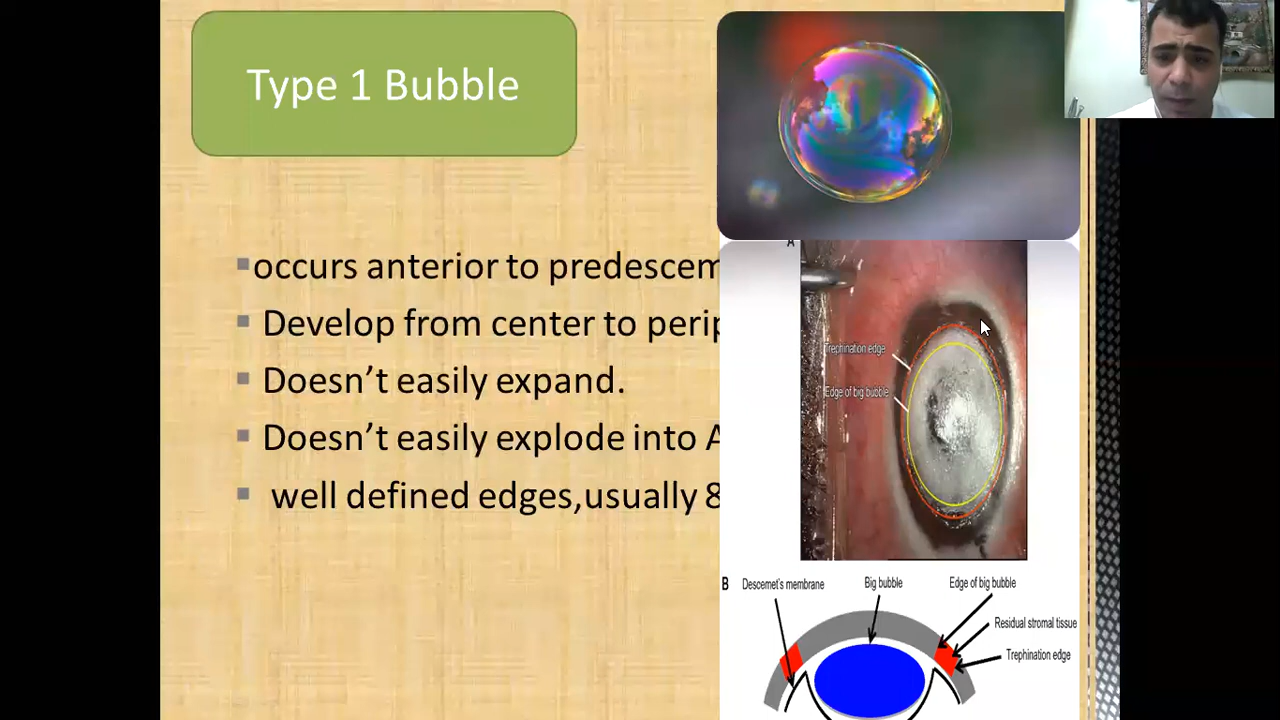 Type 1 Bubble
occurs anterior to predescem
Develop from center to perip
Doesn’t easily expand.
Doesn’t easily explode into A
well defined edges,usually 8
A
Trephination edge
Edge of big bubble
B
Descemet's membrane
Big bubble
Edge of big bubble
Residual stromal tissue
Trephination edge